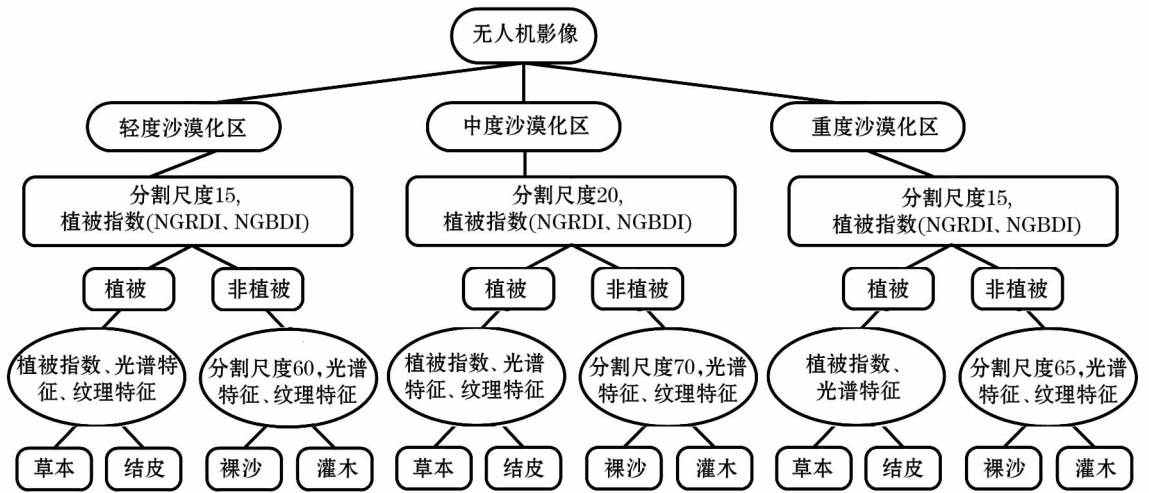 无人机影像
轻度沙漠化区
中度沙漠化区
重度沙漠化区
分割尺度15,
植被指数(NGRDI、NGBDI)
分割尺度20,
植被指数(NGRDI、NGBDI)
分割尺度15,
植被指数(NGRDI、NGBDI)
植被
非植被
植被
非植被
植被
非植被
植被指数、光谱特
征、纹理特征
分割尺度60,光谱
特征、纹理特征
植被指数、光谱
特征、纹理特征
分割尺度70,光谱
特征、纹理特征
植被指数、
光谱特征
分割尺度65,光谱
特征、纹理特征
草本
结皮
裸沙
灌木
草本
结皮
裸沙
灌木
草本
结皮
裸沙
灌木